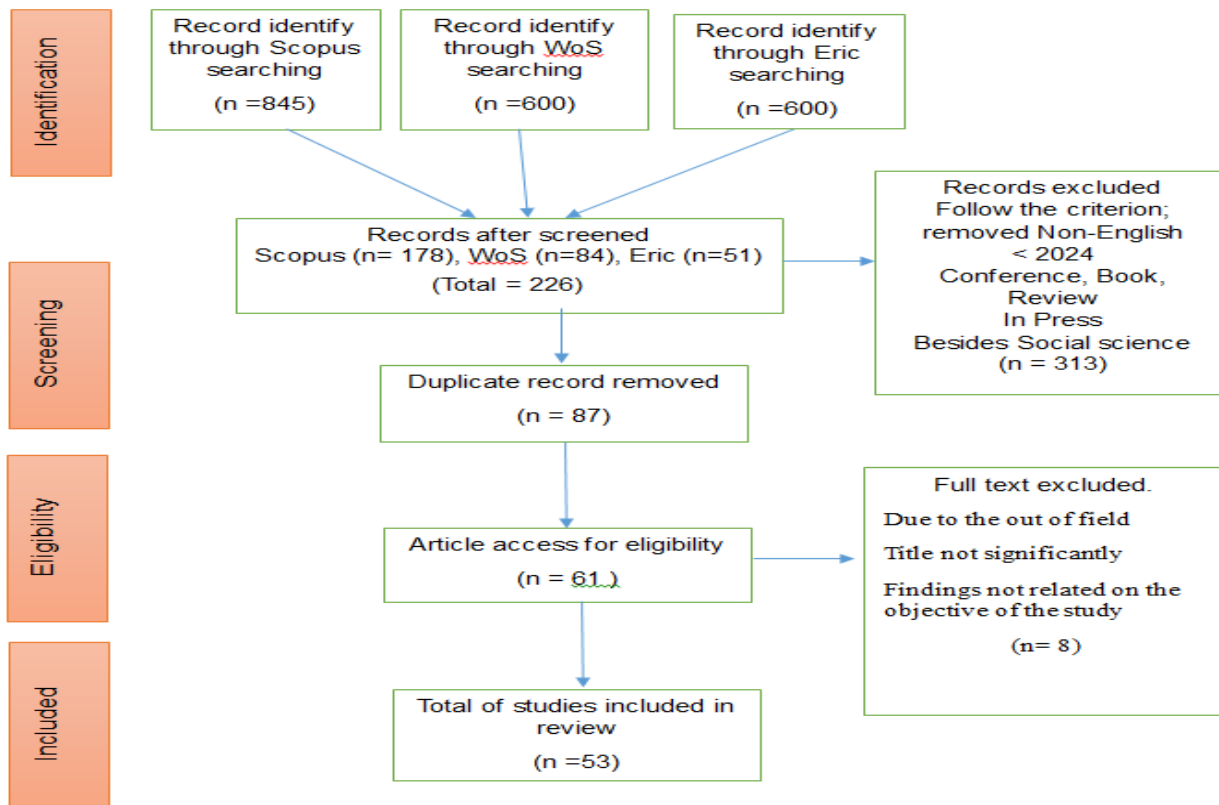 Identification
Record identify
through Scopus
searching
(n =845)
Record identify
through WoS
searching
(n =600)
Record identify
through Eric
searching
(n =600)
Screening
Records after screened
Scopus (n= 178), WoS (n=84), Eric (n=51)
(Total = 226)
Records excluded
Follow the criterion;
removed Non-English
< 2024
Conference, Book,
Review
In Press
Besides Social science
(n = 313)
Duplicate record removed
(n = 87)
Eligibility
Article access for eligibility
(n = 61 )
Full text excluded.
Due to the out of field
Title not significantly
Findings not related on the
objective of the study
(n= 8)
Included
Total of studies included in
review
(n =53)